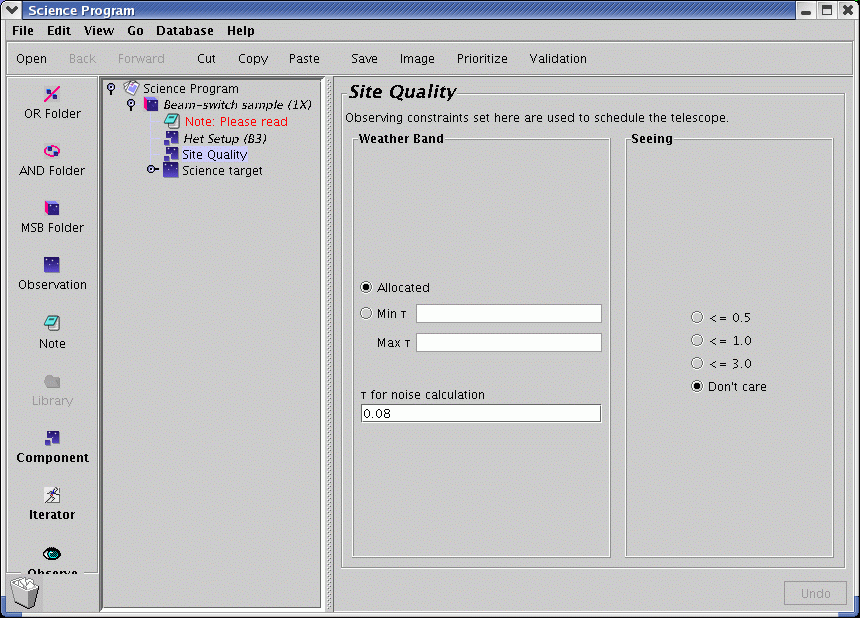 Science Program
File Edit View Go Database Help
Open Back Forward Cut Copy Paste Save Image Prioritize Validation
OR Folder
AND Folder
MSB Folder
Observation
Note
Library
Component
Iterator
Observe
Science Program
Beam-switch sample (1X)
Note: Please read
Het Setup (B3)
Site Quality
Science target
Site Quality
Observing constraints set here are used to schedule the telescope.
Weather Band
Allocated
Min τ
Max τ
τ for noise calculation
0.08
Seeing
<= 0.5
<= 1.0
<= 3.0
Don't care
Undo